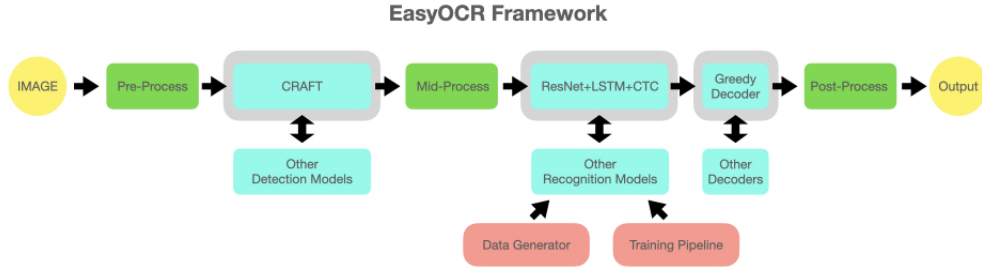 EasyOCR Framework
IMAGE
Pre-Process
CRAFT
Mid-Process
ResNet+LSTM+CTC
Greedy
Decoder
Post-Process
Output
Other
Detection Models
Other
Recognition Models
Other
Decoders
Data Generator
Training Pipeline